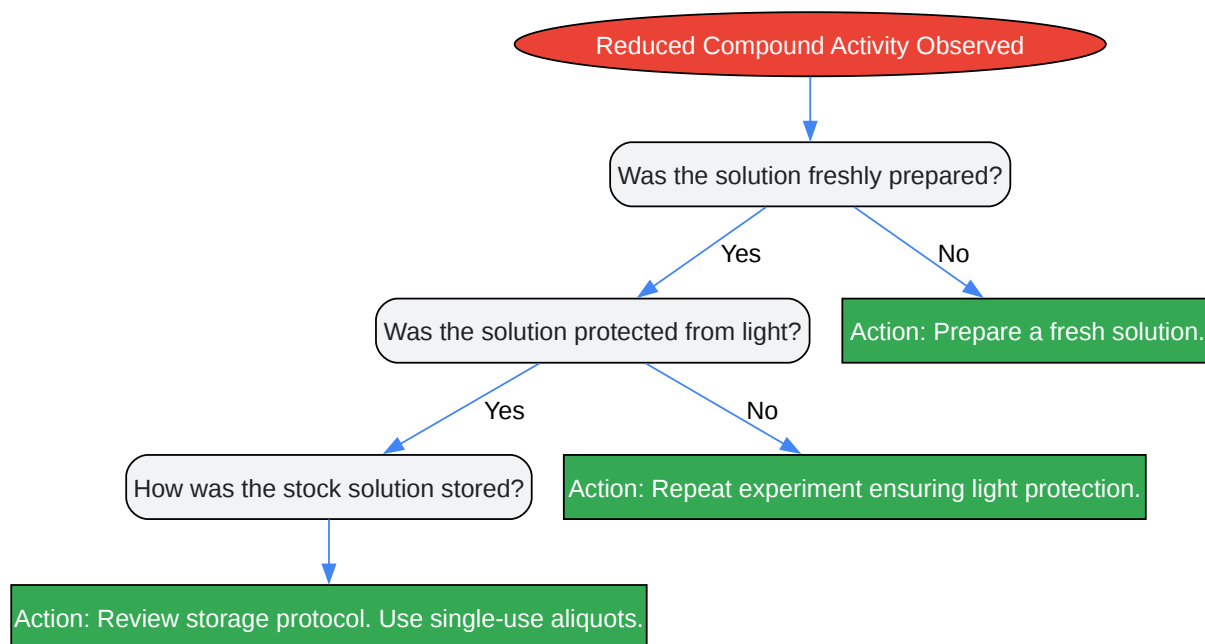 Reduced Compound Activity Observed
Was the solution freshly prepared?
Yes
No
Was the solution protected from light?
Action: Prepare a fresh solution.
Yes
No
How was the stock solution stored?
Action: Repeat experiment ensuring light protection.
Action: Review storage protocol. Use single-use aliquots.